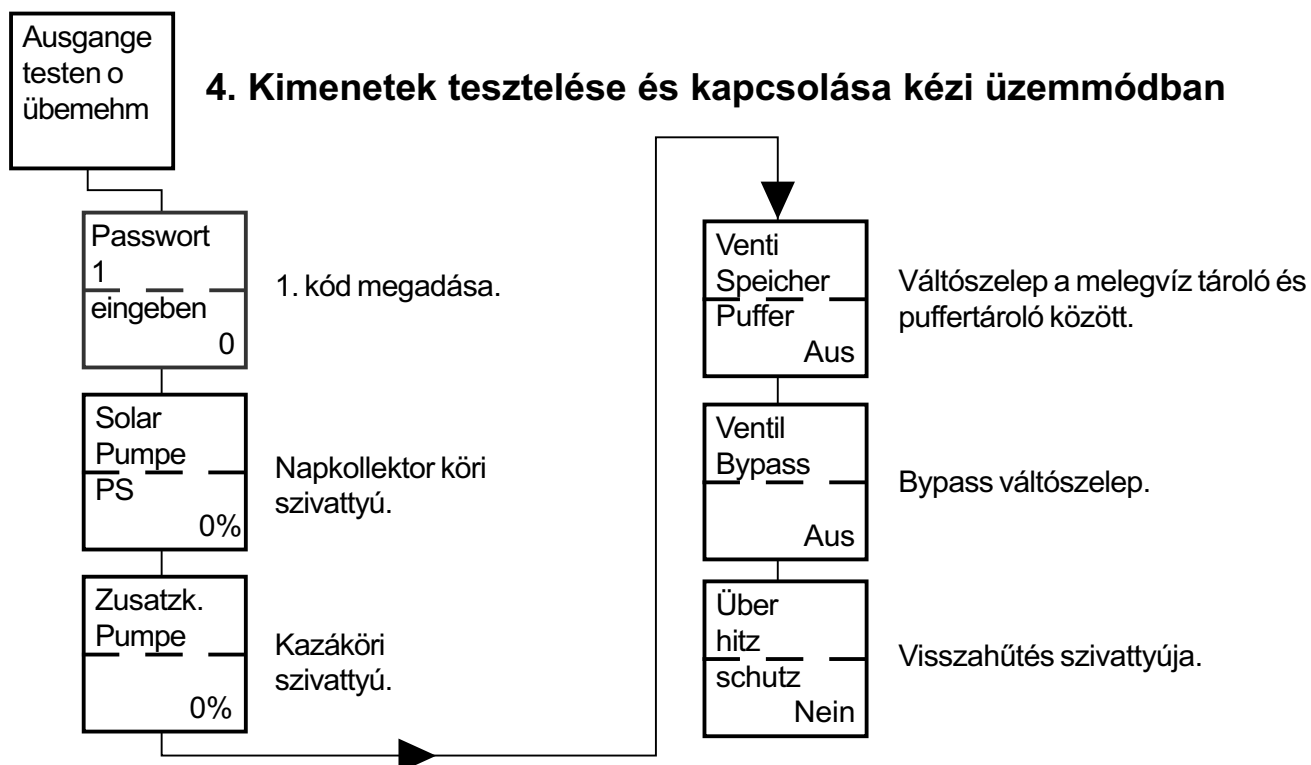 Ausgange
testen o
übemehm
4. Kimenetek tesztelése és kapcsolása kézi üzemmódban
Passwort
1
eingeben
0
1. kód megadása.
Solar
Pumpe
PS
0%
Napkollektor köri
szivattyú.
Zusatzk.
Pumpe
0%
Kazáköri
szivattyú.
Venti
Speicher
Puffer
Aus
Váltószelep a melegvíz tároló és
puffertároló között.
Ventil
Bypass
Aus
Bypass váltószelep.
Über
hitz
schutz
Nein
Visszahűtés szivattyúja.